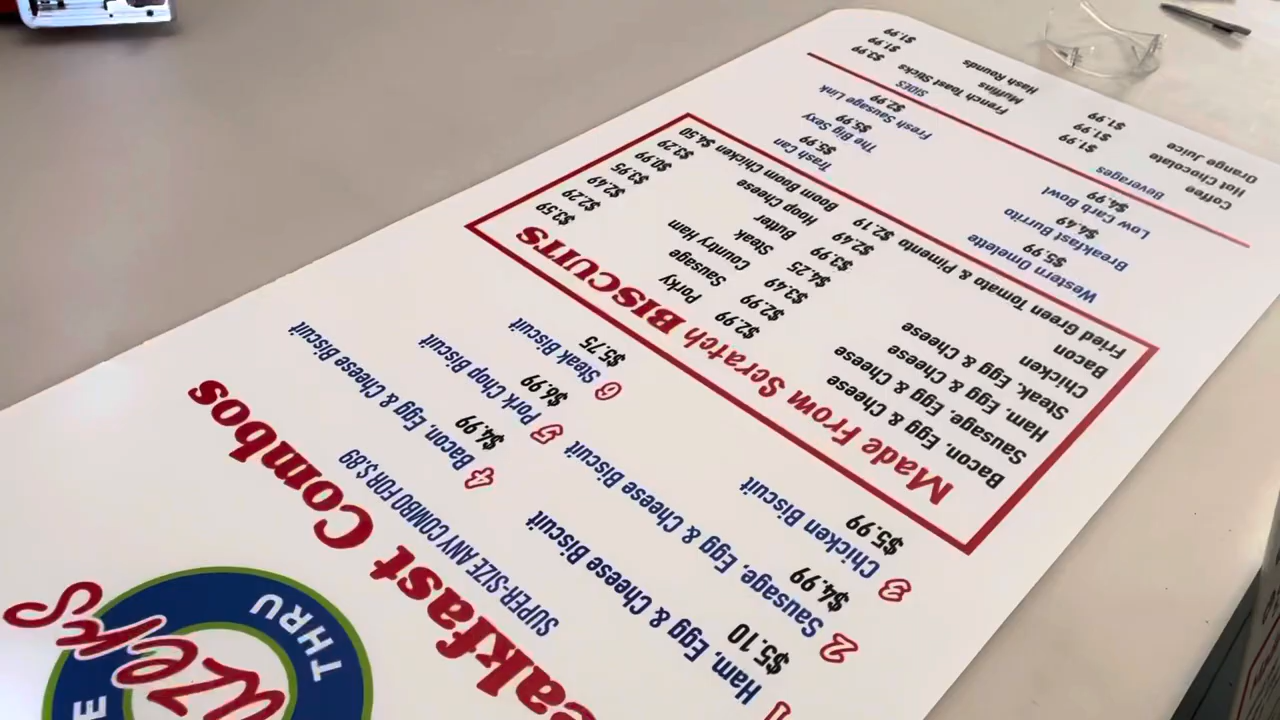 THRU
eakfast Combos
SUPER-SIZE ANY COMBO FOR $.89
1 Ham, Egg & Cheese Biscuit
$5.10
2 Sausage, Egg & Cheese Biscuit
$4.99
3 Chicken Biscuit
$5.99
4 Bacon, Egg & Cheese Biscuit
$4.99
5 Pork Chop Biscuit
$6.99
6 Steak Biscuit
$5.75
Made From Scratch BISCUITS
Bacon, Egg & Cheese $2.99
Sausage, Egg & Cheese $2.99
Ham, Egg & Cheese $3.49
Steak, Egg & Cheese $4.25
Chicken $3.99
Bacon $2.49
Fried Green Tomato & Pimento $2.19
Porky $3.59
Sausage $2.29
Country Ham $2.49
Steak $3.95
Butter $0.99
Hoop Cheese $3.29
Boom Boom Chicken $4.50
Western Omelette
$5.99
Breakfast Burrito
$4.49
Low Carb Bowl
$4.99
Trash Can
$5.99
The Big Sexy
$5.99
Fresh Sausage Link
$2.99
Beverages
Coffee $1.99
Hot Chocolate $1.99
Orange Juice $1.99
SIDES
French Toast Sticks $3.99
Muffins $1.99
Hash Rounds $1.99